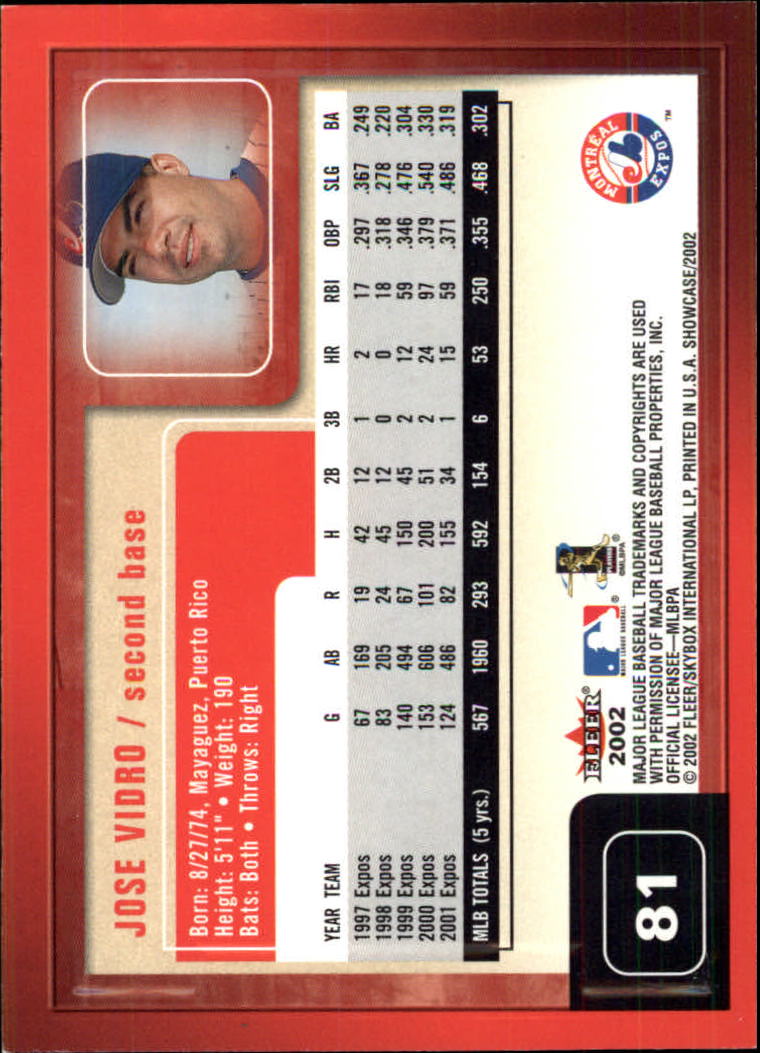 JOSE VIDRO / second base
Born: 8/27/74, Mayaguez, Puerto Rico
Height: 5'11" • Weight: 190
Bats: Both • Throws: Right
YEAR TEAM G AB R H 2B 3B HR RBI OBP SLG BA
1997 Expos 67 169 19 42 12 1 2 17 .297 .367 .249
1998 Expos 83 205 24 45 12 0 0 18 .318 .278 .220
1999 Expos 140 494 67 150 45 2 12 59 .346 .476 .304
2000 Expos 153 606 101 200 51 2 24 97 .379 .540 .330
2001 Expos 124 486 82 155 34 1 15 59 .371 .486 .319
MLB TOTALS (5 yrs.) 567 1960 293 592 154 6 53 250 .355 .468 .302
81
FLEER®
2002
MAJOR LEAGUE BASEBALL®
PLAYERS
©MLBPA®
MONTRÉAL EXPOS™
MAJOR LEAGUE BASEBALL TRADEMARKS AND COPYRIGHTS ARE USED
WITH PERMISSION OF MAJOR LEAGUE BASEBALL PROPERTIES, INC.
OFFICIAL LICENSEE—MLBPA
© 2002 FLEER/SKYBOX INTERNATIONAL LP, PRINTED IN U.S.A. SHOWCASE/2002